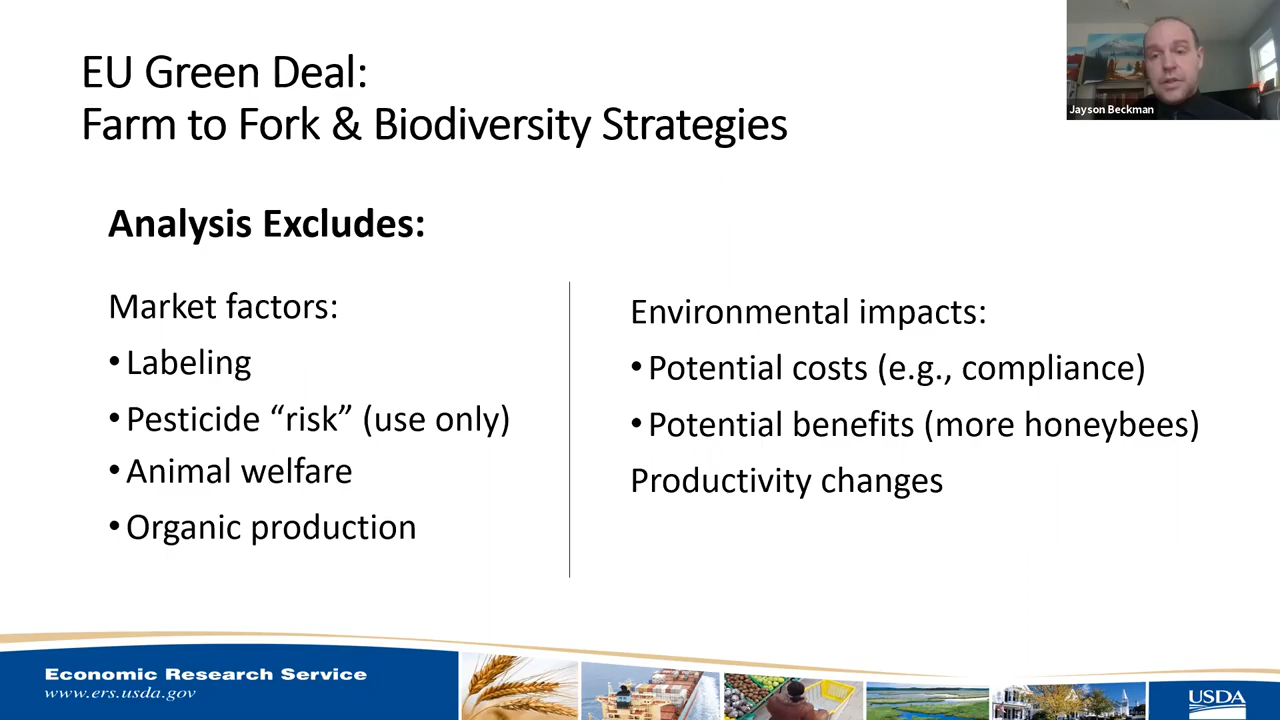 EU Green Deal:
Farm to Fork & Biodiversity Strategies
Jayson Beckman
Analysis Excludes:
Market factors:
•Labeling
•Pesticide “risk” (use only)
•Animal welfare
•Organic production
Environmental impacts:
•Potential costs (e.g., compliance)
•Potential benefits (more honeybees)
Productivity changes
Economic Research Service
www.ers.usda.gov
USDA